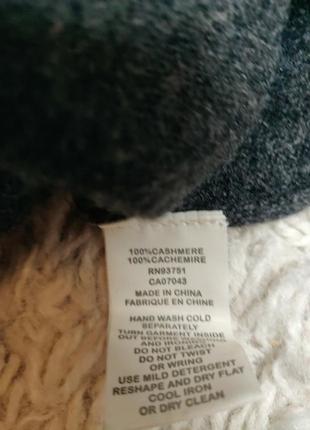 100%CASHMERE
100%CACHEMIRE
RN93751
CA07043
MADE IN CHINA
FABRIQUE EN CHINE
HAND WASH COLD
SEPARATELY
TURN GARMENT INSIDE
OUT BEFORE WASHING
AND IRONING
DO NOT BLEACH
DO NOT TWIST
OR WRING
USE MILD DETERGENT
RESHAPE AND DRY FLAT
COOL IRON
OR DRY CLEAN